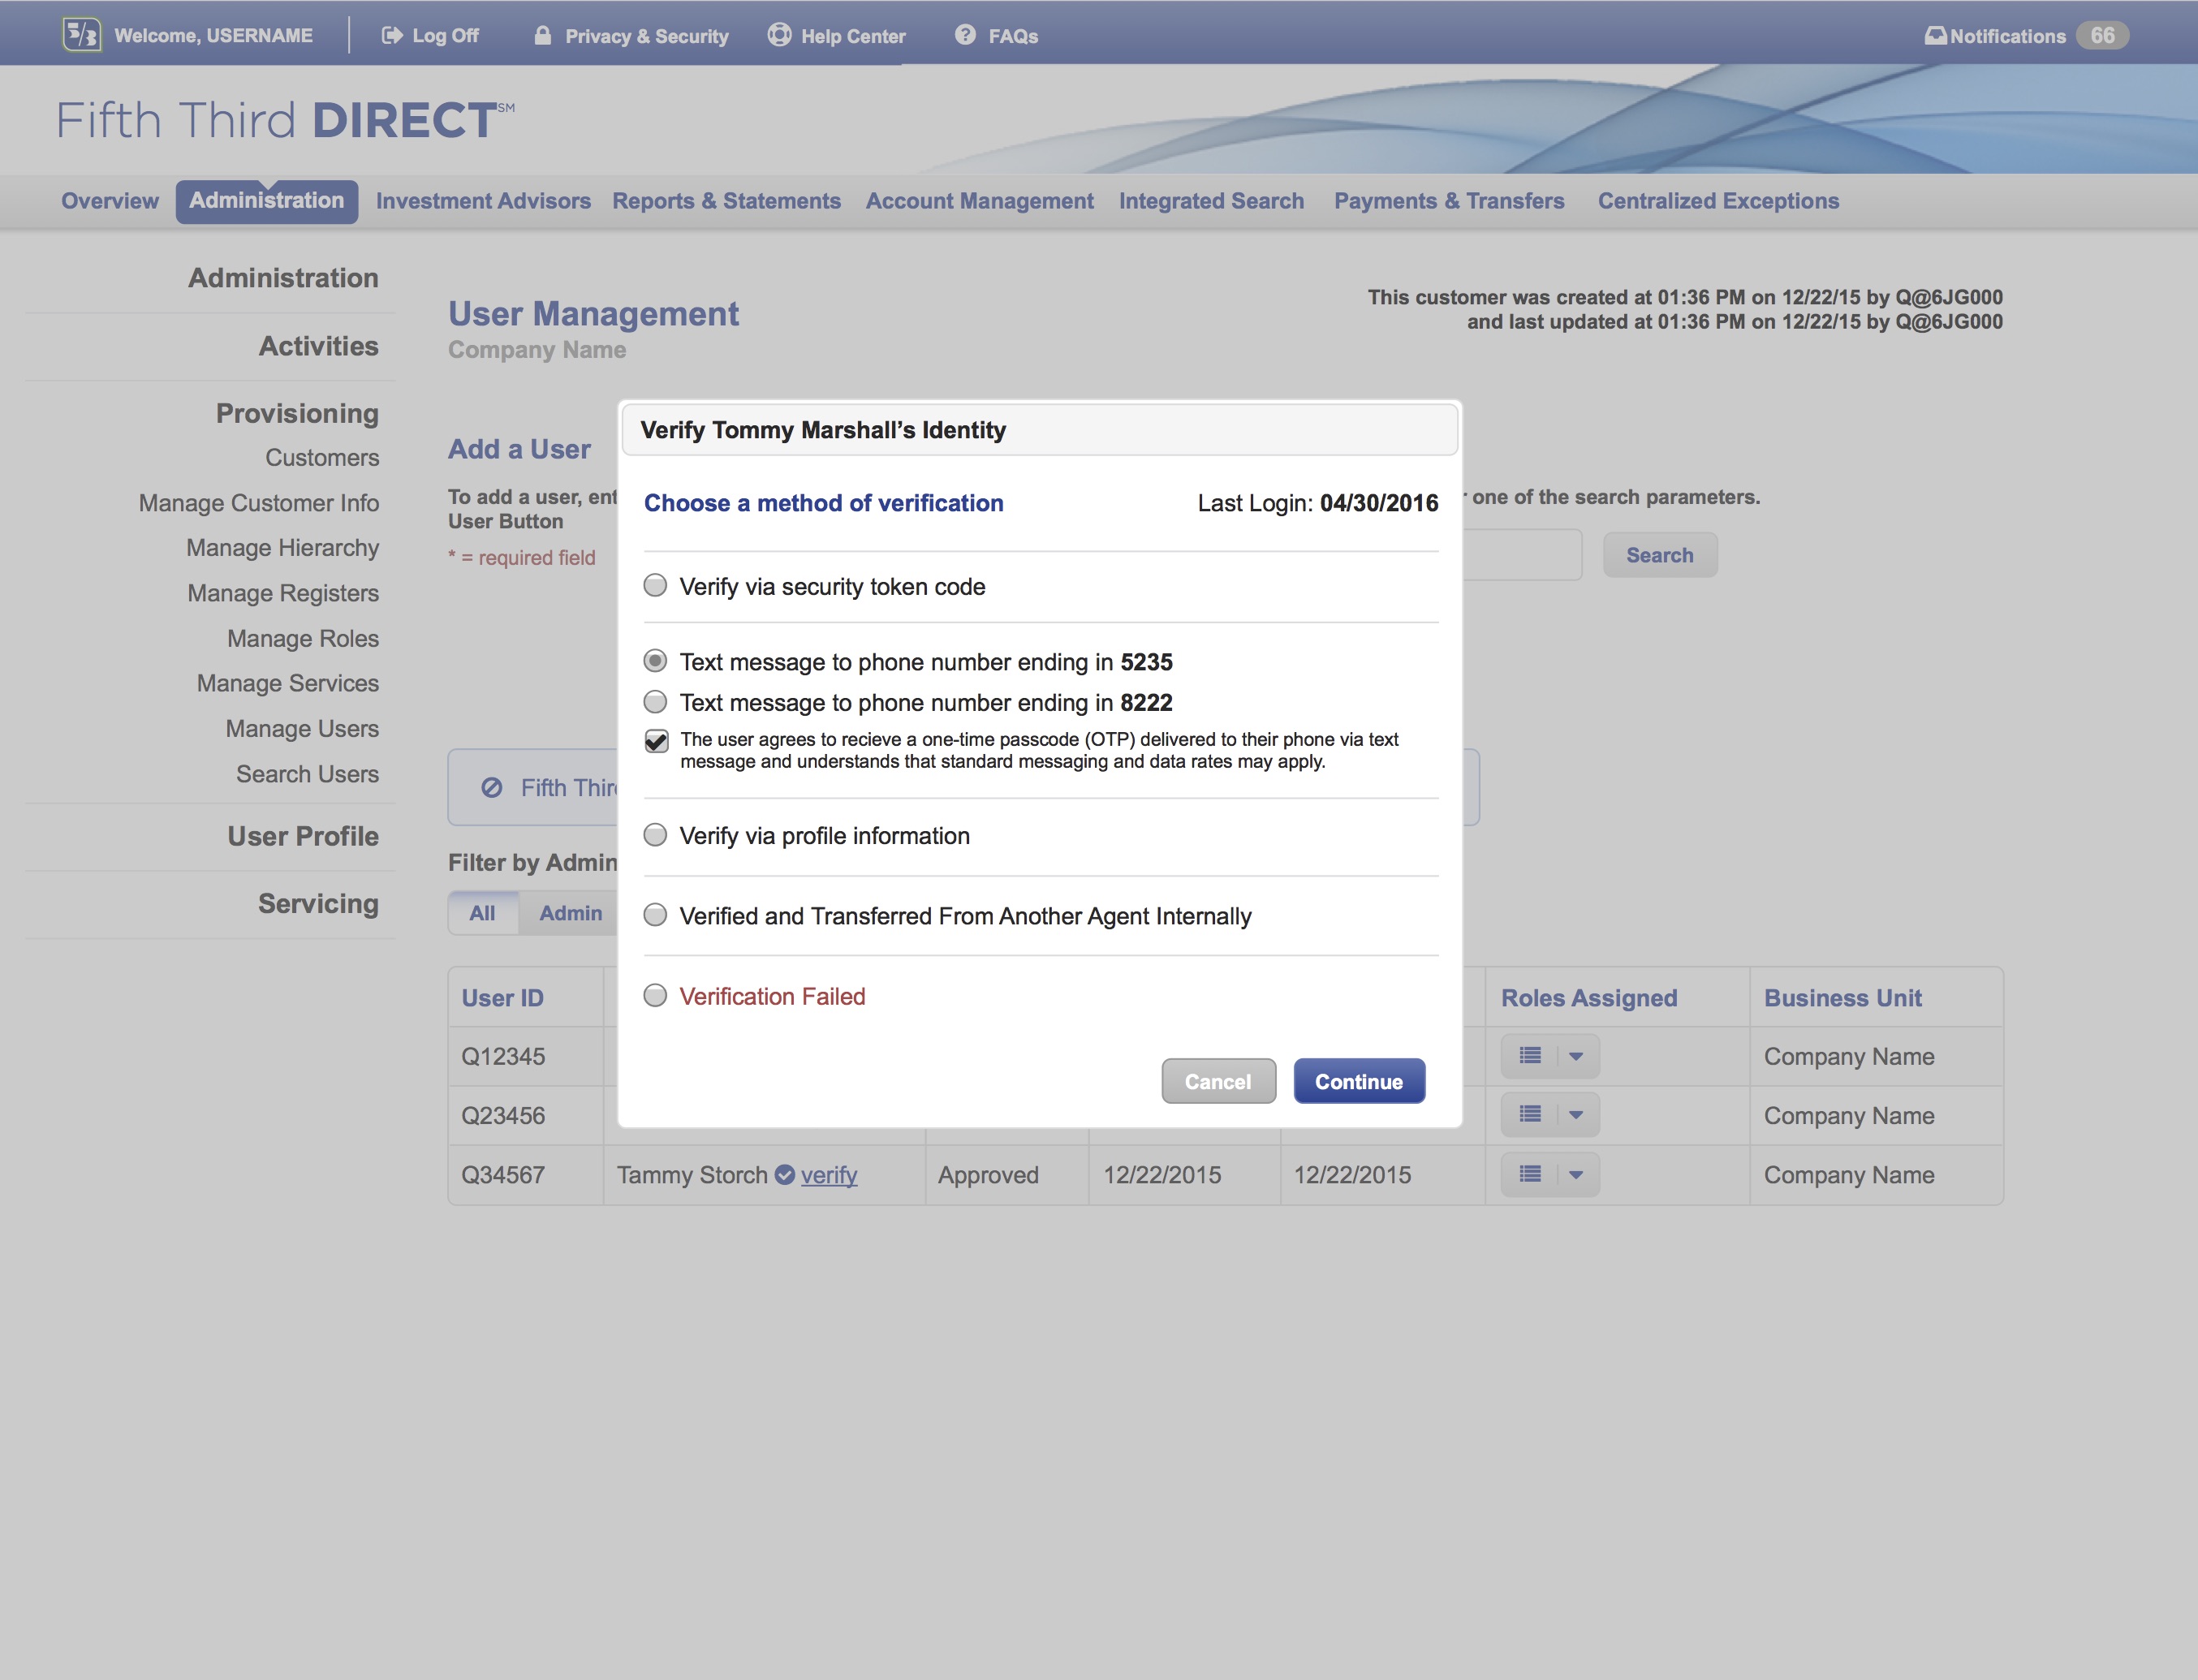 5/3 Welcome, USERNAME Log Off Privacy & Security Help Center FAQs Notifications 66
Fifth Third DIRECT℠
Overview Administration Investment Advisors Reports & Statements Account Management Integrated Search Payments & Transfers Centralized Exceptions
Administration
Activities
Provisioning
Customers
Manage Customer Info
Manage Hierarchy
Manage Registers
Manage Roles
Manage Services
Manage Users
Search Users
User Profile
Servicing
User Management
Company Name
This customer was created at 01:36 PM on 12/22/15 by Q@6JG000
and last updated at 01:36 PM on 12/22/15 by Q@6JG000
Add a User
To add a user, ent
one of the search parameters.
User Button
* = required field
Search
Verify Tommy Marshall's Identity
Choose a method of verification Last Login: 04/30/2016
Verify via security token code
Text message to phone number ending in 5235
Text message to phone number ending in 8222
The user agrees to recieve a one-time passcode (OTP) delivered to their phone via text
message and understands that standard messaging and data rates may apply.
Verify via profile information
Verified and Transferred From Another Agent Internally
Verification Failed
Cancel Continue
Fifth Thir
Filter by Admin
All Admin
User ID Roles Assigned Business Unit
Q12345 Company Name
Q23456 Company Name
Q34567 Tammy Storch verify Approved 12/22/2015 12/22/2015 Company Name